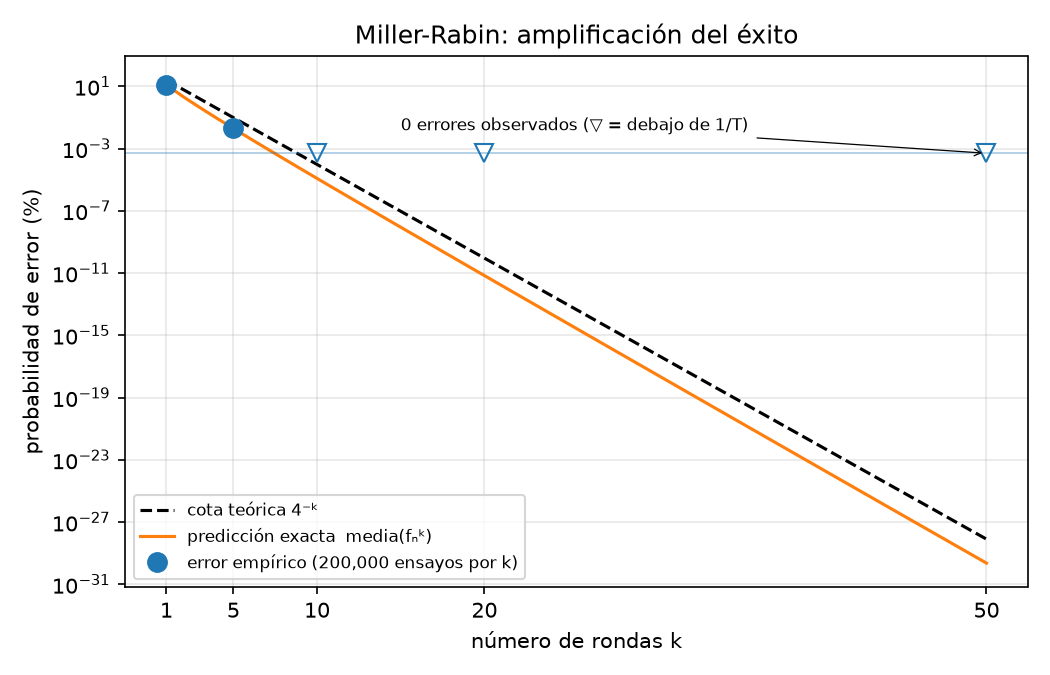 Miller-Rabin: amplificación del éxito
probabilidad de error (%)
10¹
10⁻³
10⁻⁷
10⁻¹¹
10⁻¹⁵
10⁻¹⁹
10⁻²³
10⁻²⁷
10⁻³¹
0 errores observados (▽ = debajo de 1/T)
cota teórica 4⁻ᵏ
predicción exacta  media(fₙᵏ)
error empírico (200,000 ensayos por k)
1 5 10 20 50
número de rondas k